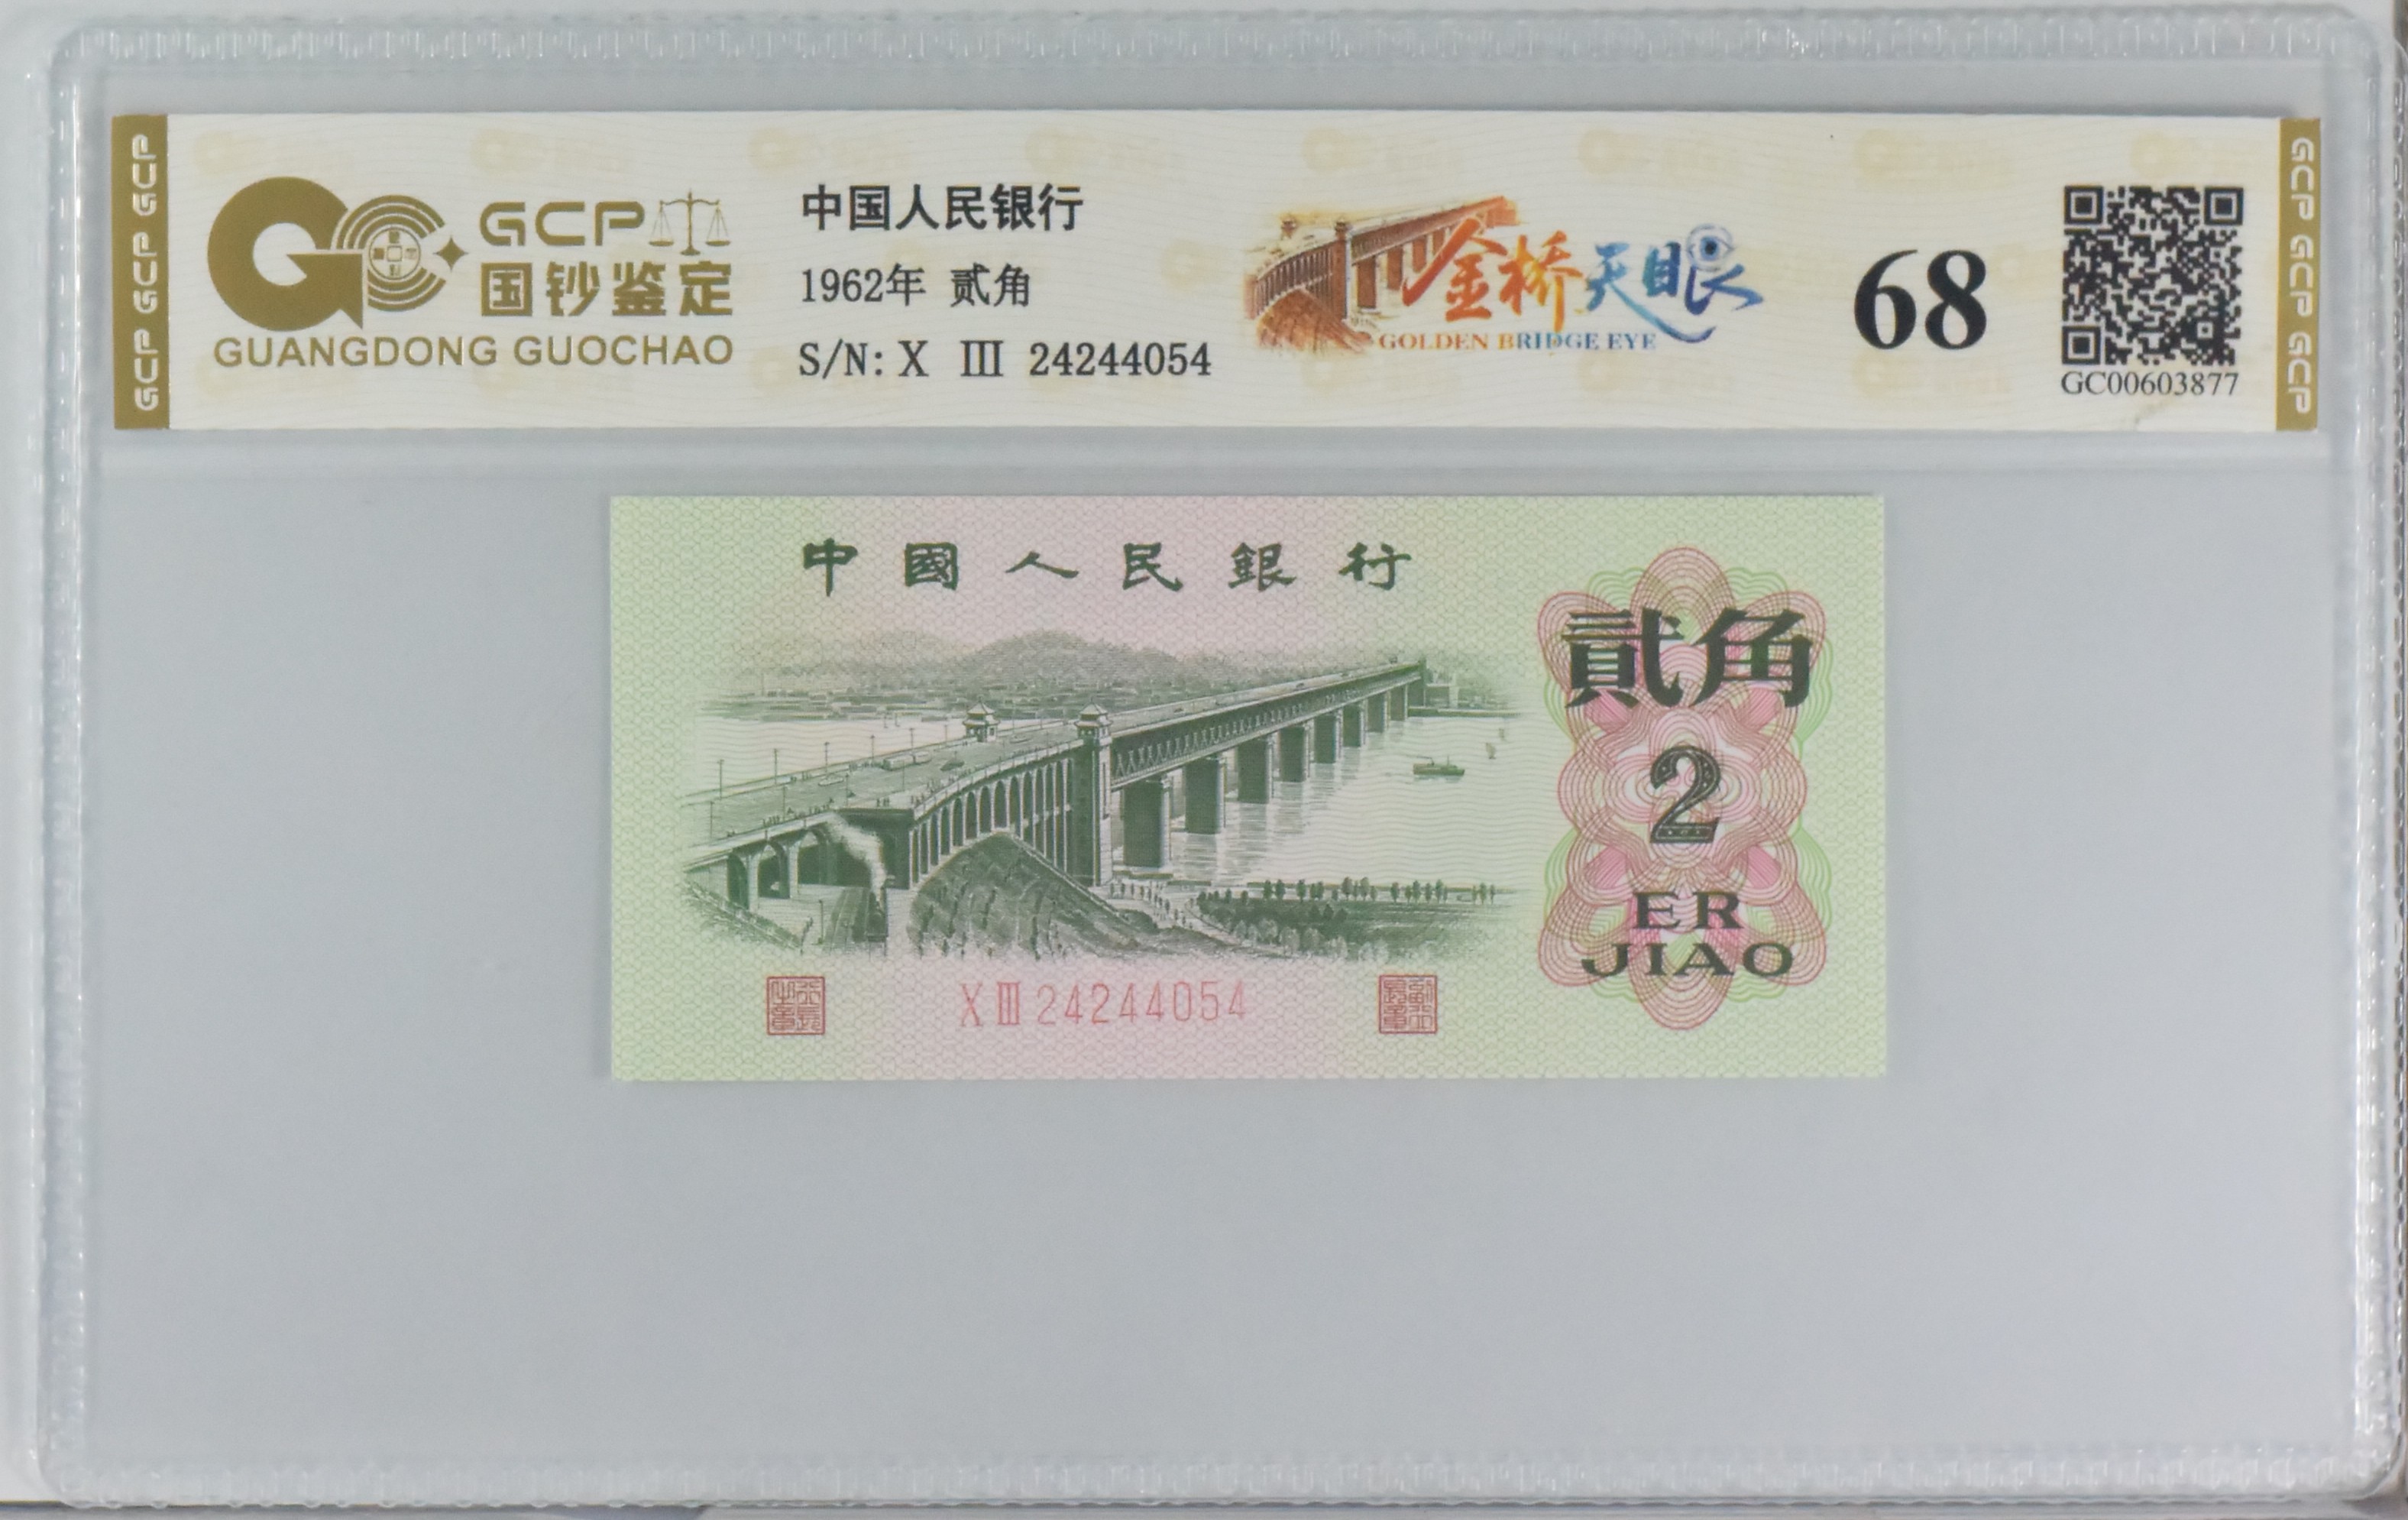 GCP GCP GCP
GCP
国钞鉴定
GUANGDONG GUOCHAO
中国人民银行
1962年 贰角
S/N: X III 24244054
金桥天眼
GOLDEN BRIDGE EYE
68
GC00603877
GCP GCP GCP
中國人民銀行
貳角
2
ER
JIAO
X III 24244054